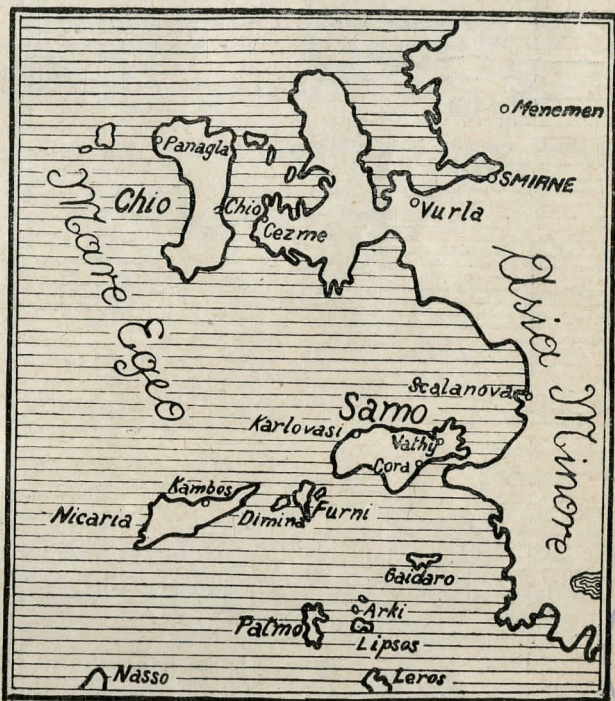 Menemen
Panagla
SMIRNE
Chio
Chio
Vurla
Cezme
Mare Egeo
Asia Minore
Scalanova
Samo
Karlovasi
Vathy
Cora
Kambos
Nicaria
Dimina
Furni
Gaidaro
Arki
Patmo
Lipsos
Nasso
Leros